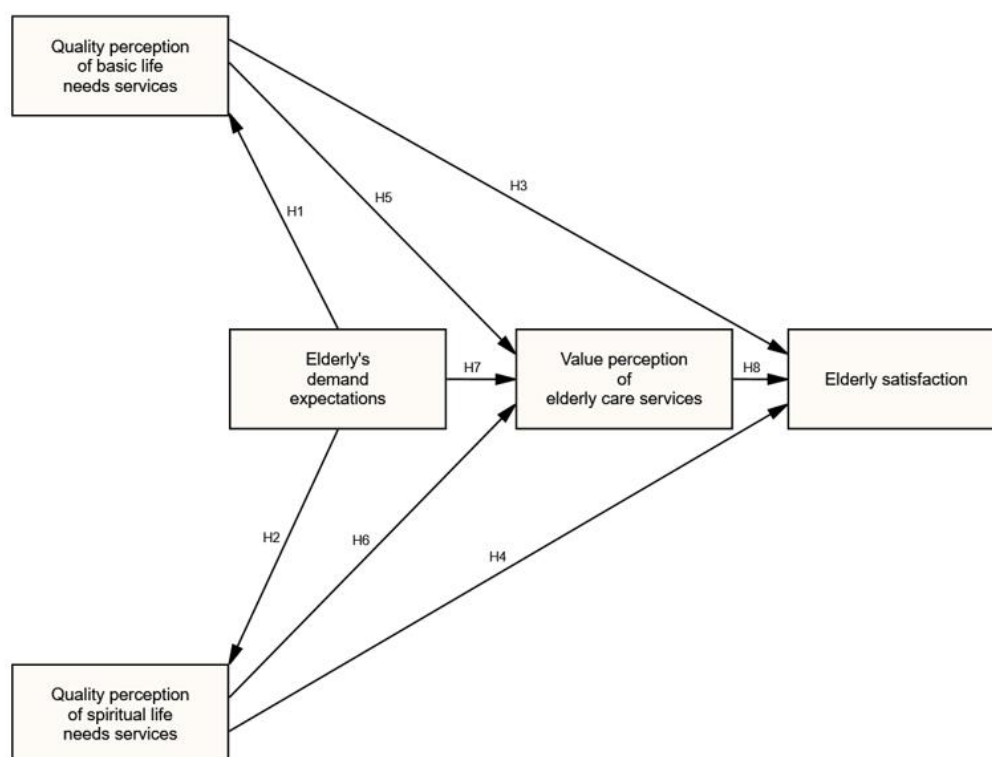 Quality perception
of basic life
needs services
H3
H5
H1
Elderly's
demand
expectations
H7
Value perception
of
elderly care services
H8
Elderly satisfaction
H2
H6
H4
Quality perception
of spiritual life
needs services